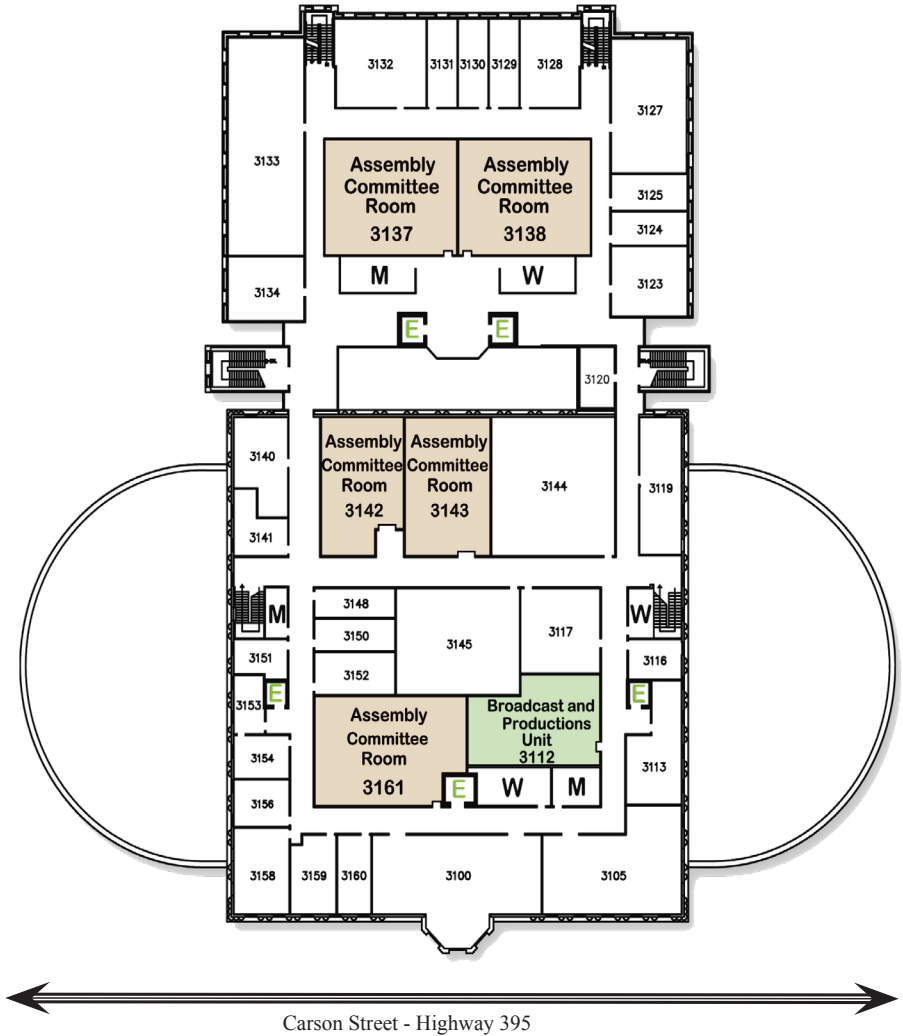 3132
3131
3130
3129
3128
3133
3127
Assembly
Committee
Room
3137
Assembly
Committee
Room
3138
3125
3124
3134
M
W
3123
E
E
3120
3140
3141
Assembly
Committee
Room
3142
Assembly
Committee
Room
3143
3144
3119
M
3148
3150
3152
3145
3117
W
3116
3151
3153
E
E
3154
3156
Assembly
Committee
Room
3161
Broadcast and
Productions
Unit
3112
3113
E
W
M
3158
3159
3160
3100
3105
Carson Street - Highway 395